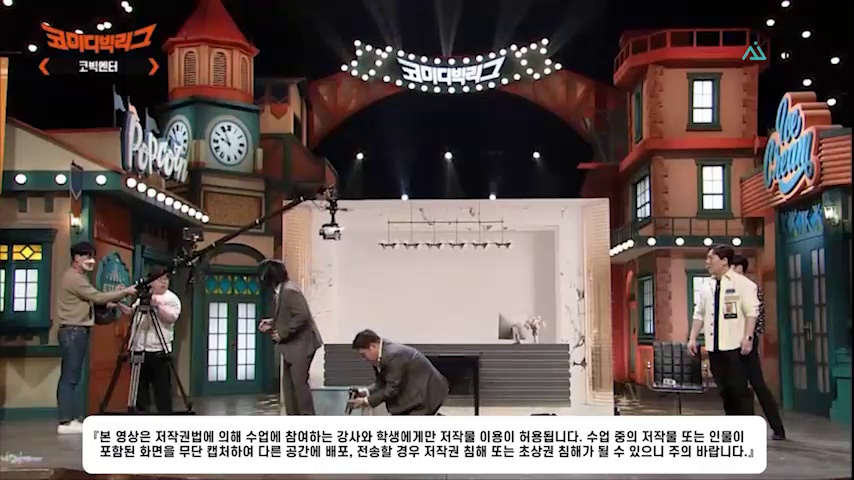 코미디빅리그
코빅엔터
코미디빅리그
Popcorn
Ice
Cream
『본 영상은 저작권법에 의해 수업에 참여하는 강사와 학생에게만 저작물 이용이 허용됩니다. 수업 중의 저작물 또는 인물이
포함된 화면을 무단 캡처하여 다른 공간에 배포, 전송할 경우 저작권 침해 또는 초상권 침해가 될 수 있으니 주의 바랍니다.』